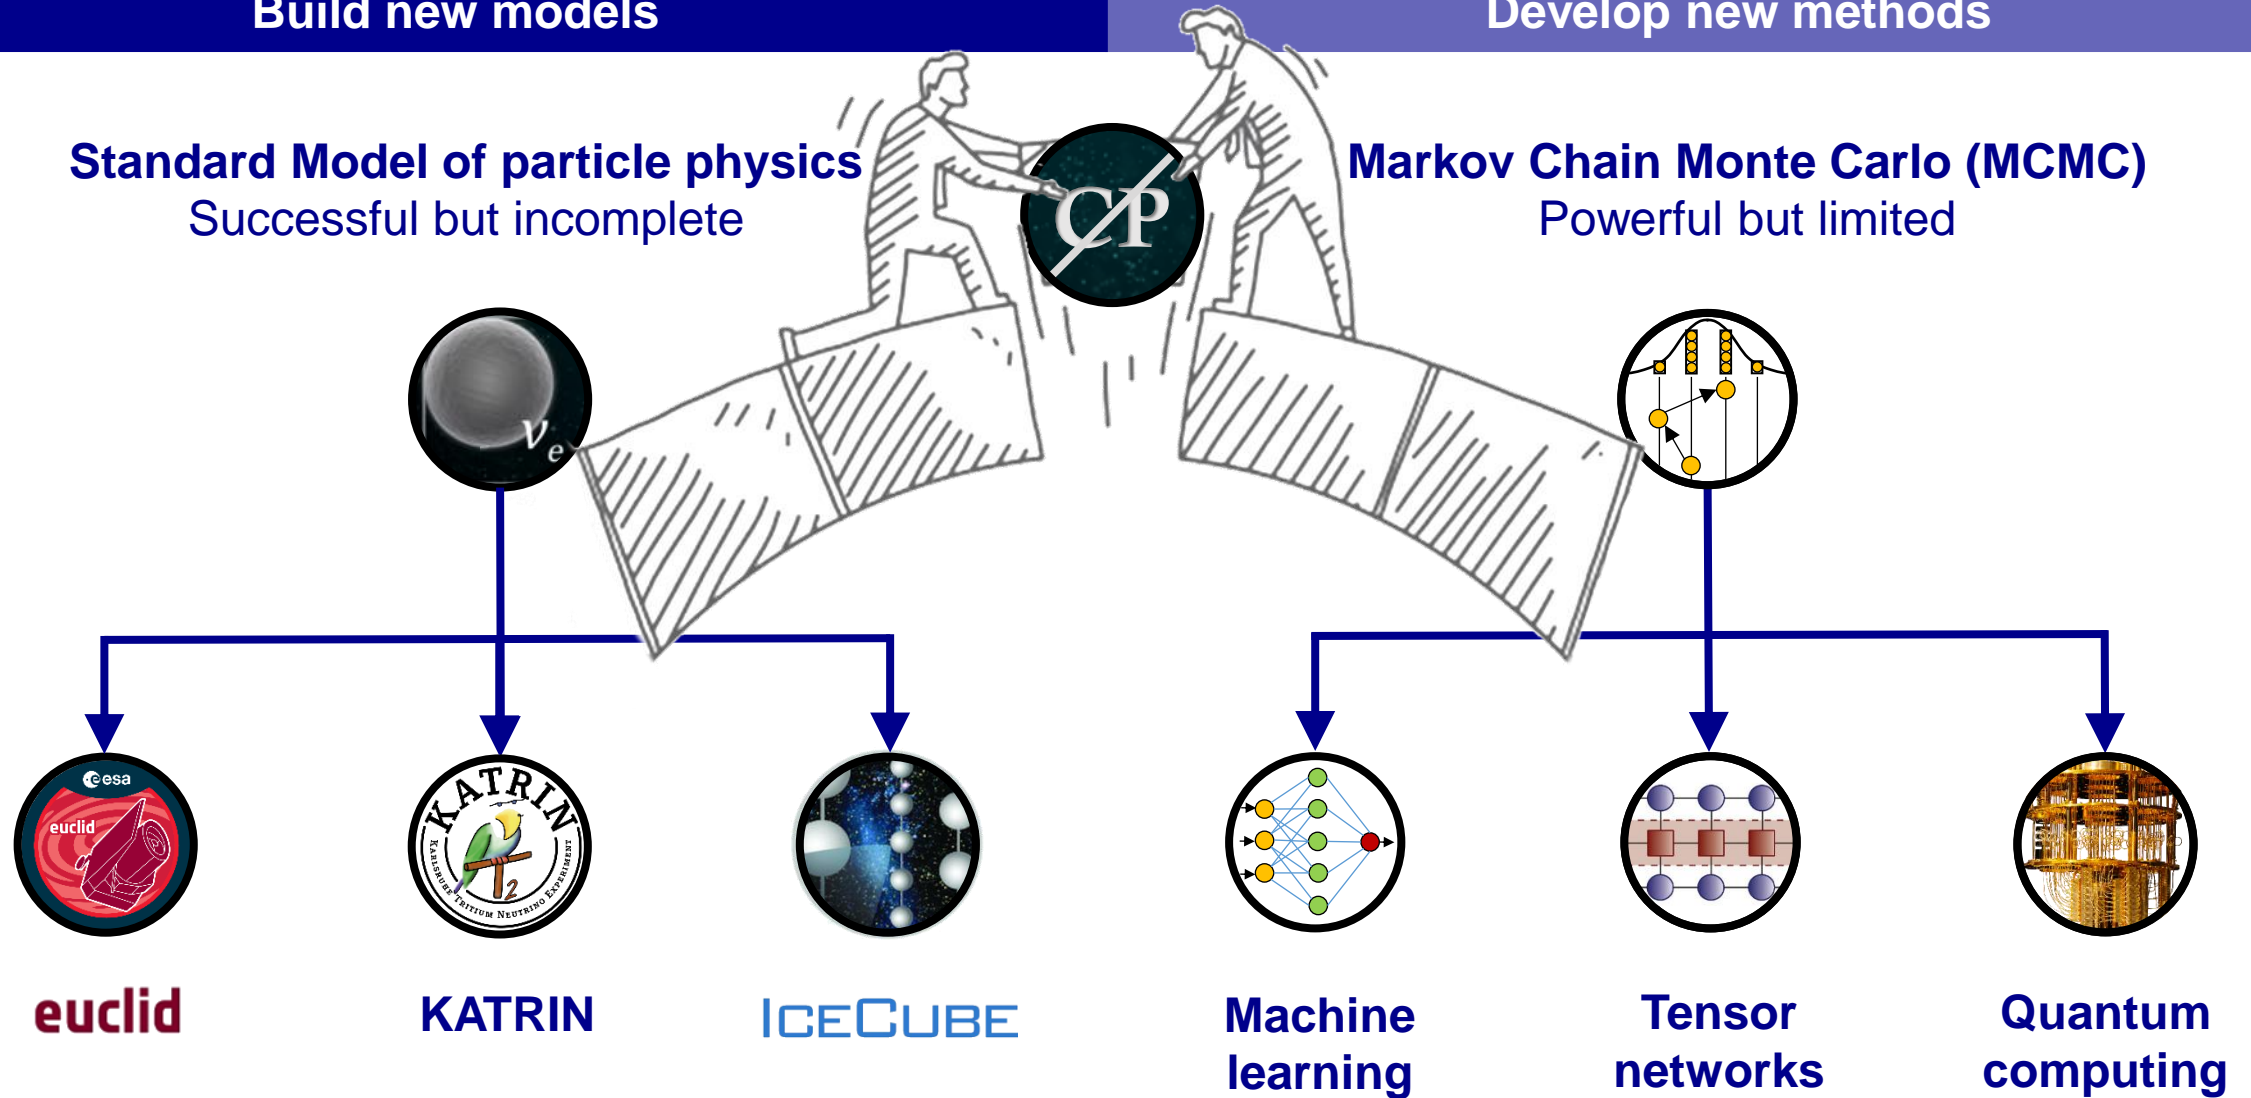 Build new models
Develop new methods
Standard Model of particle physics
Successful but incomplete
Markov Chain Monte Carlo (MCMC)
Powerful but limited
CP
ν e
esa
euclid
KATRIN
KARLSRUHE TRITIUM NEUTRINO EXPERIMENT
T2
euclid
KATRIN
ICECUBE
Machine
learning
Tensor
networks
Quantum
computing